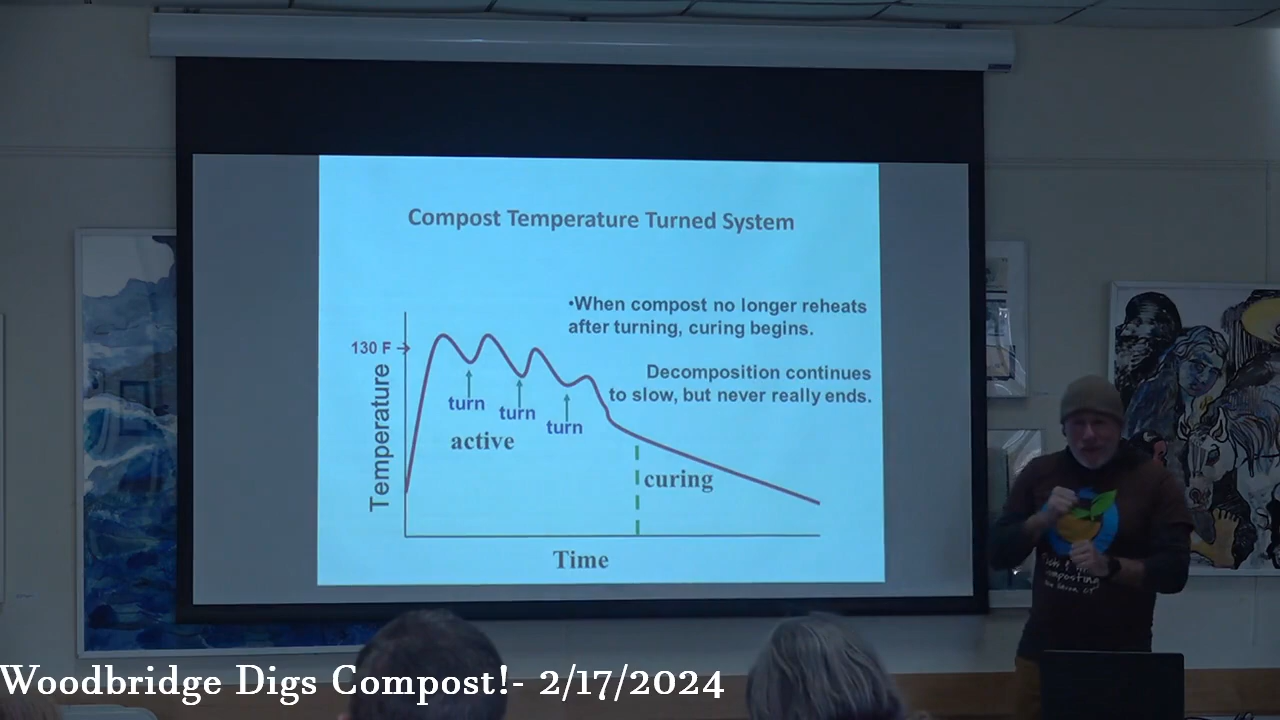 Compost Temperature Turned System
•When compost no longer reheats
after turning, curing begins.
Decomposition continues
to slow, but never really ends.
130 F
Temperature
turn
turn
turn
active
curing
Time
composting
Woodbridge Digs Compost!- 2/17/2024